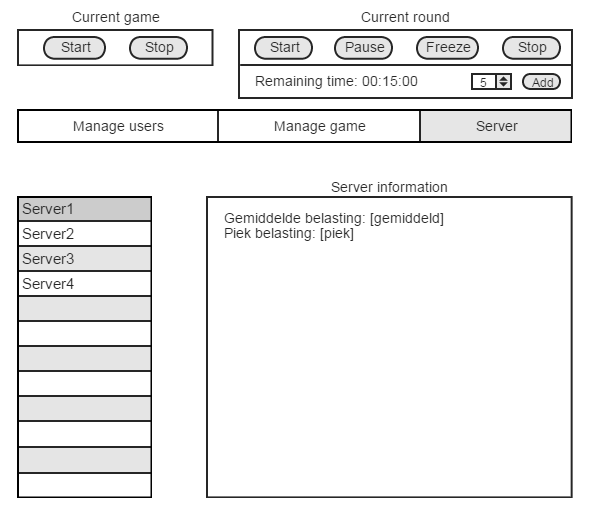 Current game
Current round
Start Stop
Start Pause Freeze Stop
Remaining time: 00:15:00 5 Add
Manage users Manage game Server
Server information
Server1
Server2
Server3
Server4
Gemiddelde belasting: [gemiddeld]
Piek belasting: [piek]